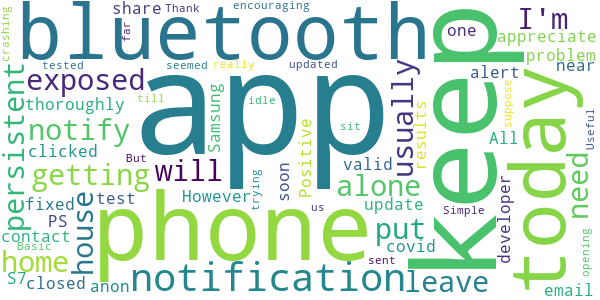 crashing share Thank encouraging
bluetooth keep I'm
far appreciate
tested seemed really updated one problem
persistent exposed app usually alert near
thoroughly Samsung today
notify till idle sit results suppose
clicked But valid All Useful
getting will Positive
fixed house However trying soon alone need
PS test phone us put update developer
contact covid Simple
home Basic notification leave opening
S7 closed anon sent email